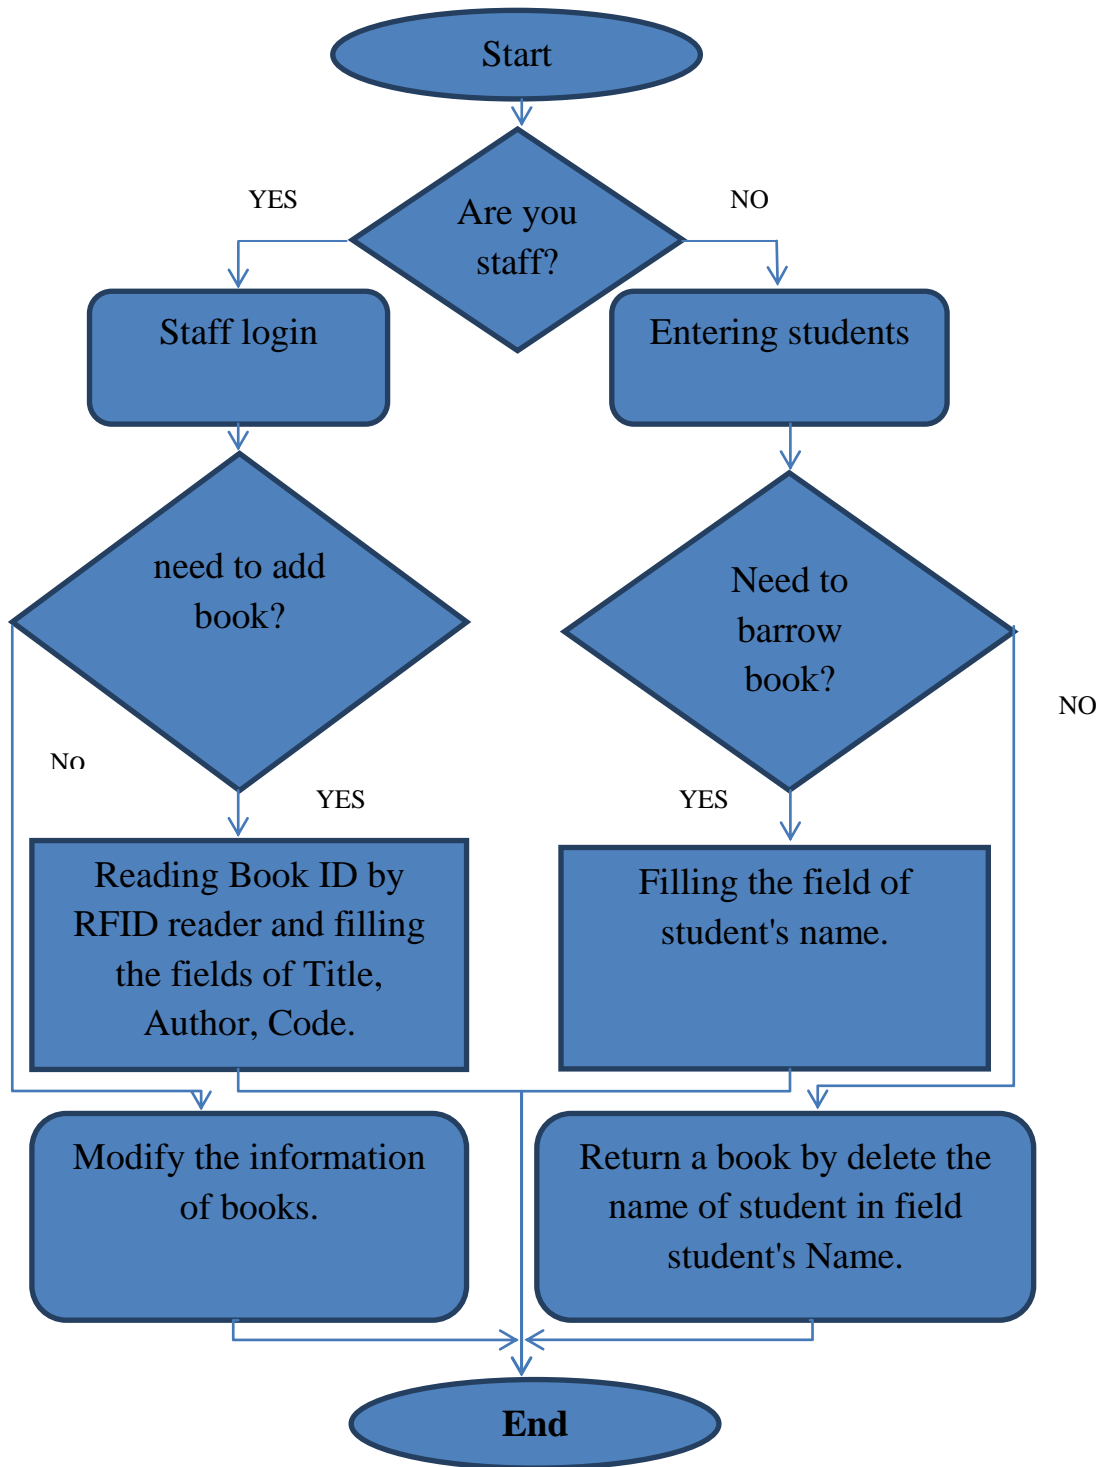 Start
YES
NO
Are you
staff?
Staff login
Entering students
need to add
book?
Need to
barrow
book?
NO
No
YES
YES
Reading Book ID by
RFID reader and filling
the fields of Title,
Author, Code.
Filling the field of
student's name.
Modify the information
of books.
Return a book by delete the
name of student in field
student's Name.
End